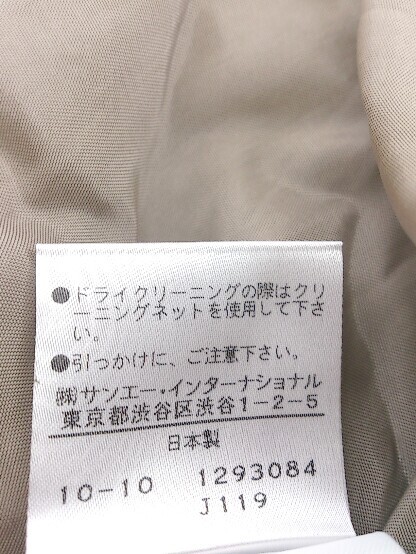 ●ドライクリーニングの際はクリ
ーニングネットを使用して下さ
い。
●引っかけに、ご注意下さい。
㈱サンエー・インターナショナル
東京都渋谷区渋谷1-2-5
日本製
10-10 1293084
J119